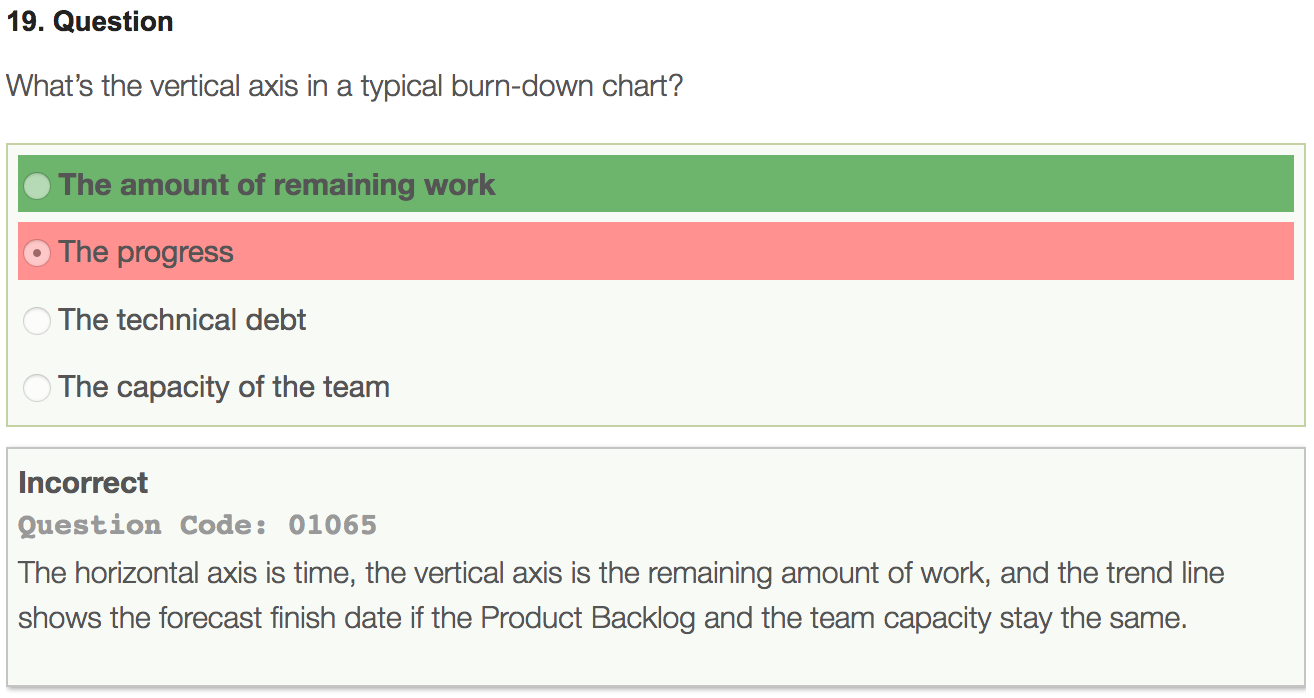 19. Question
What’s the vertical axis in a typical burn-down chart?
The amount of remaining work
The progress
The technical debt
The capacity of the team
Incorrect
Question Code: 01065
The horizontal axis is time, the vertical axis is the remaining amount of work, and the trend line
shows the forecast finish date if the Product Backlog and the team capacity stay the same.